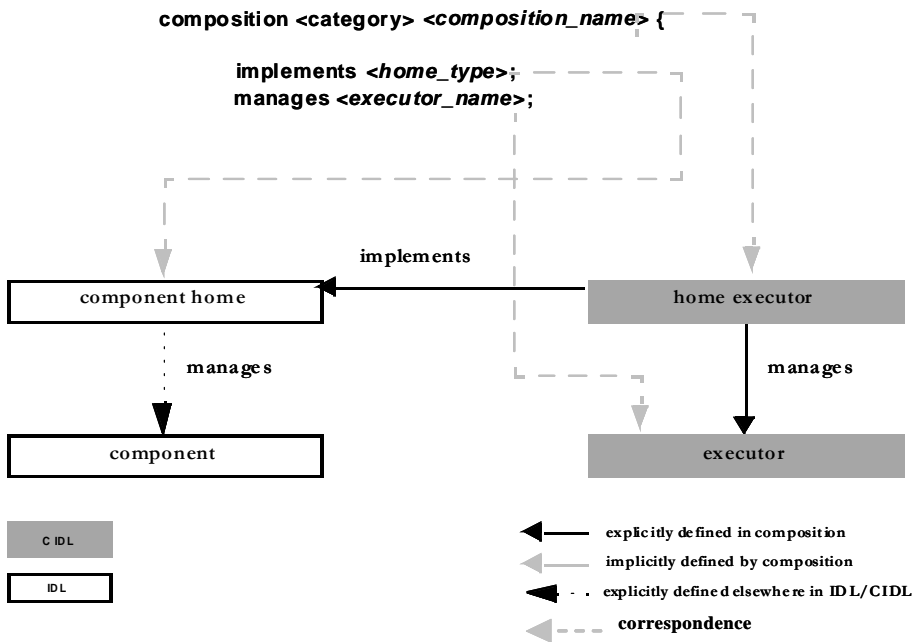 composition <category> <composition_name> {
implements <home_type>;
manages <executor_name>;
implements
component home
home executor
manages
manages
component
executor
CIDL
explicitly defined in composition
implicitly defined by composition
IDL
explicitly defined elsewhere in IDL/CIDL
correspondence